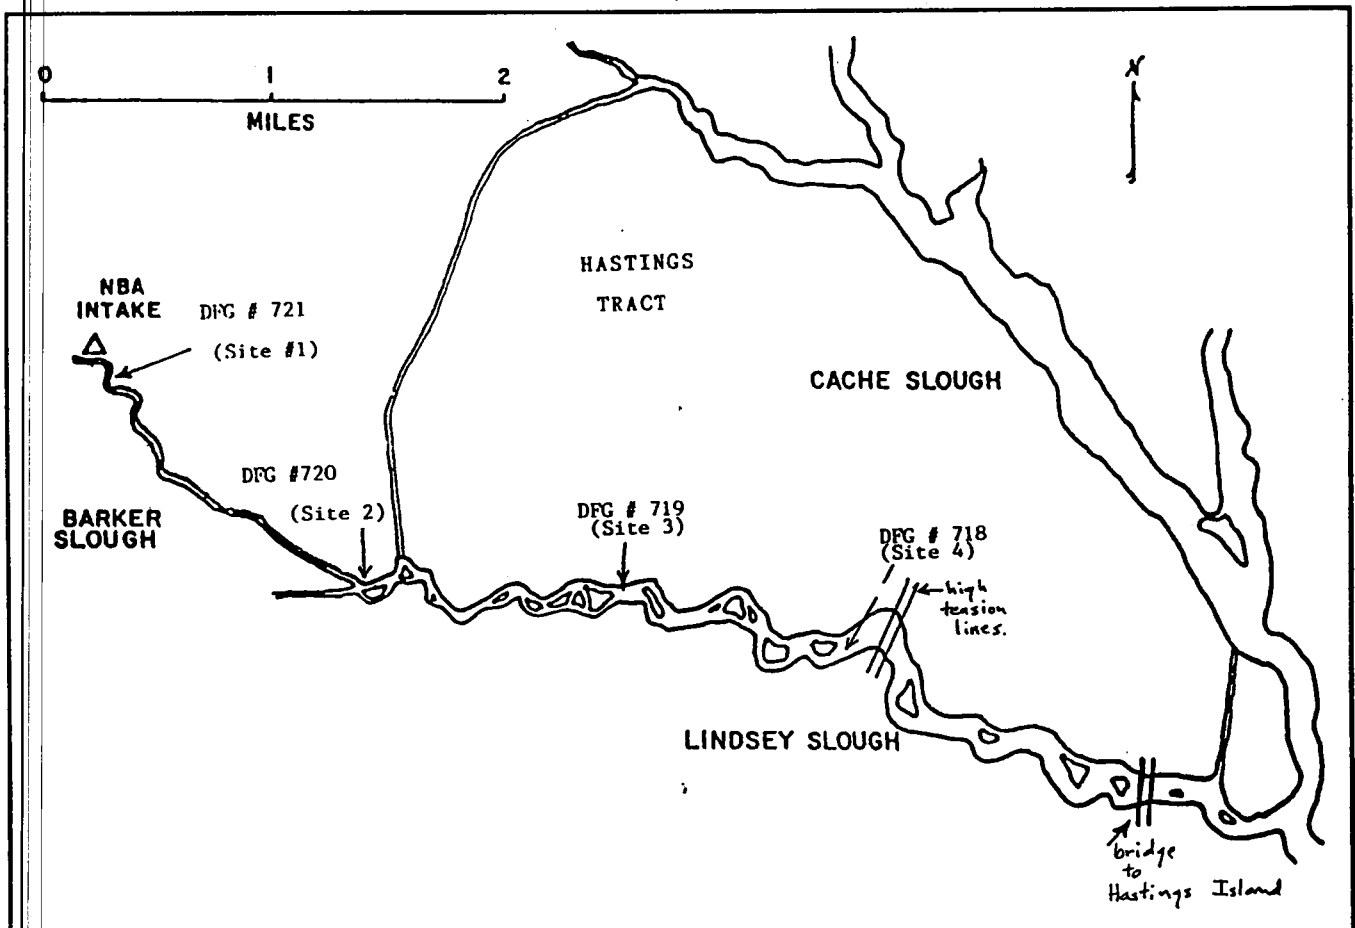 0 1 2
MILES
N
HASTINGS
TRACT
NBA
INTAKE
DFG # 721
(Site #1)
CACHE SLOUGH
DFG #720
(Site 2)
BARKER
SLOUGH
DFG # 719
(Site 3)
DFG # 718
(Site 4)
high
tension
lines.
LINDSEY SLOUGH
bridge
to
Hastings Island